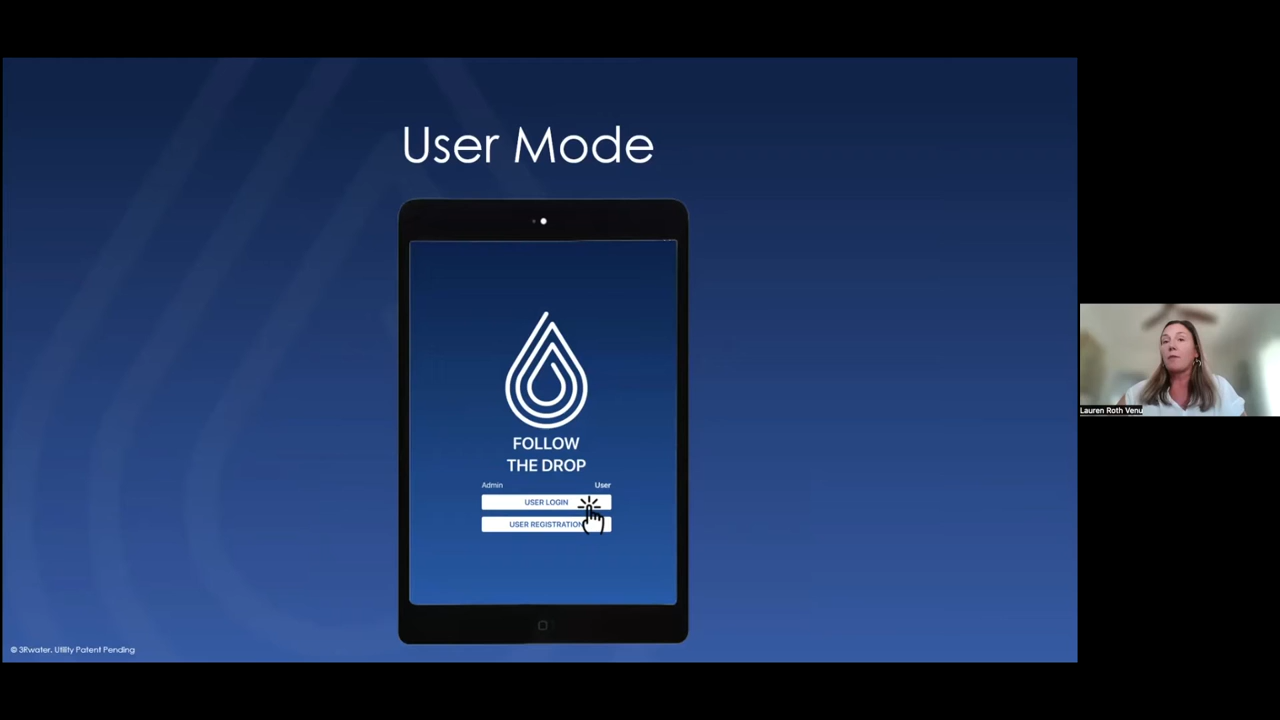 User Mode
FOLLOW
THE DROP
Admin User
USER LOGIN
USER REGISTRATION
Lauren Roth Venu
© 3Rwater, Utility Patent Pending